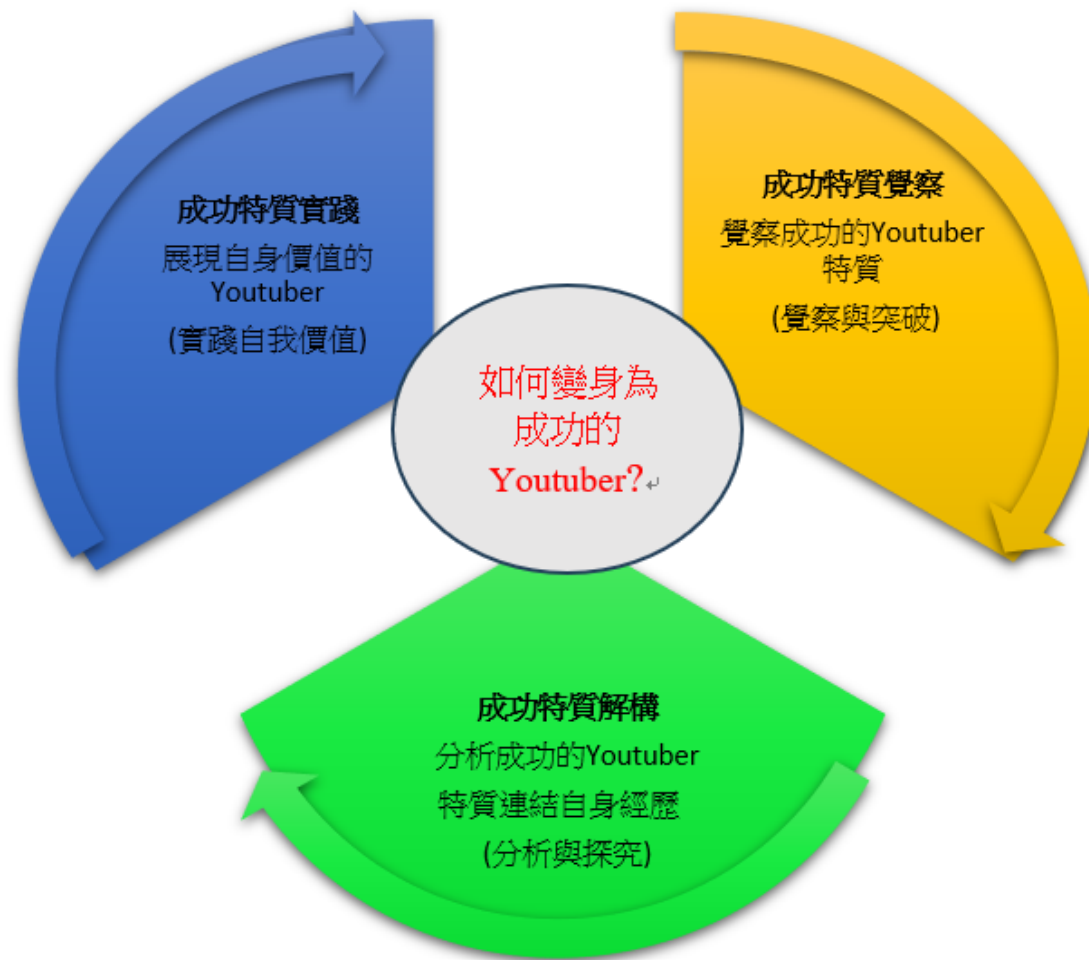 成功特質實踐
展現自身價值的
Youtuber
(實踐自我價值)
成功特質覺察
覺察成功的Youtuber
特質
(覺察與突破)
如何變身為
成功的
Youtuber?↵
成功特質解構
分析成功的Youtuber
特質連結自身經歷
(分析與探究)